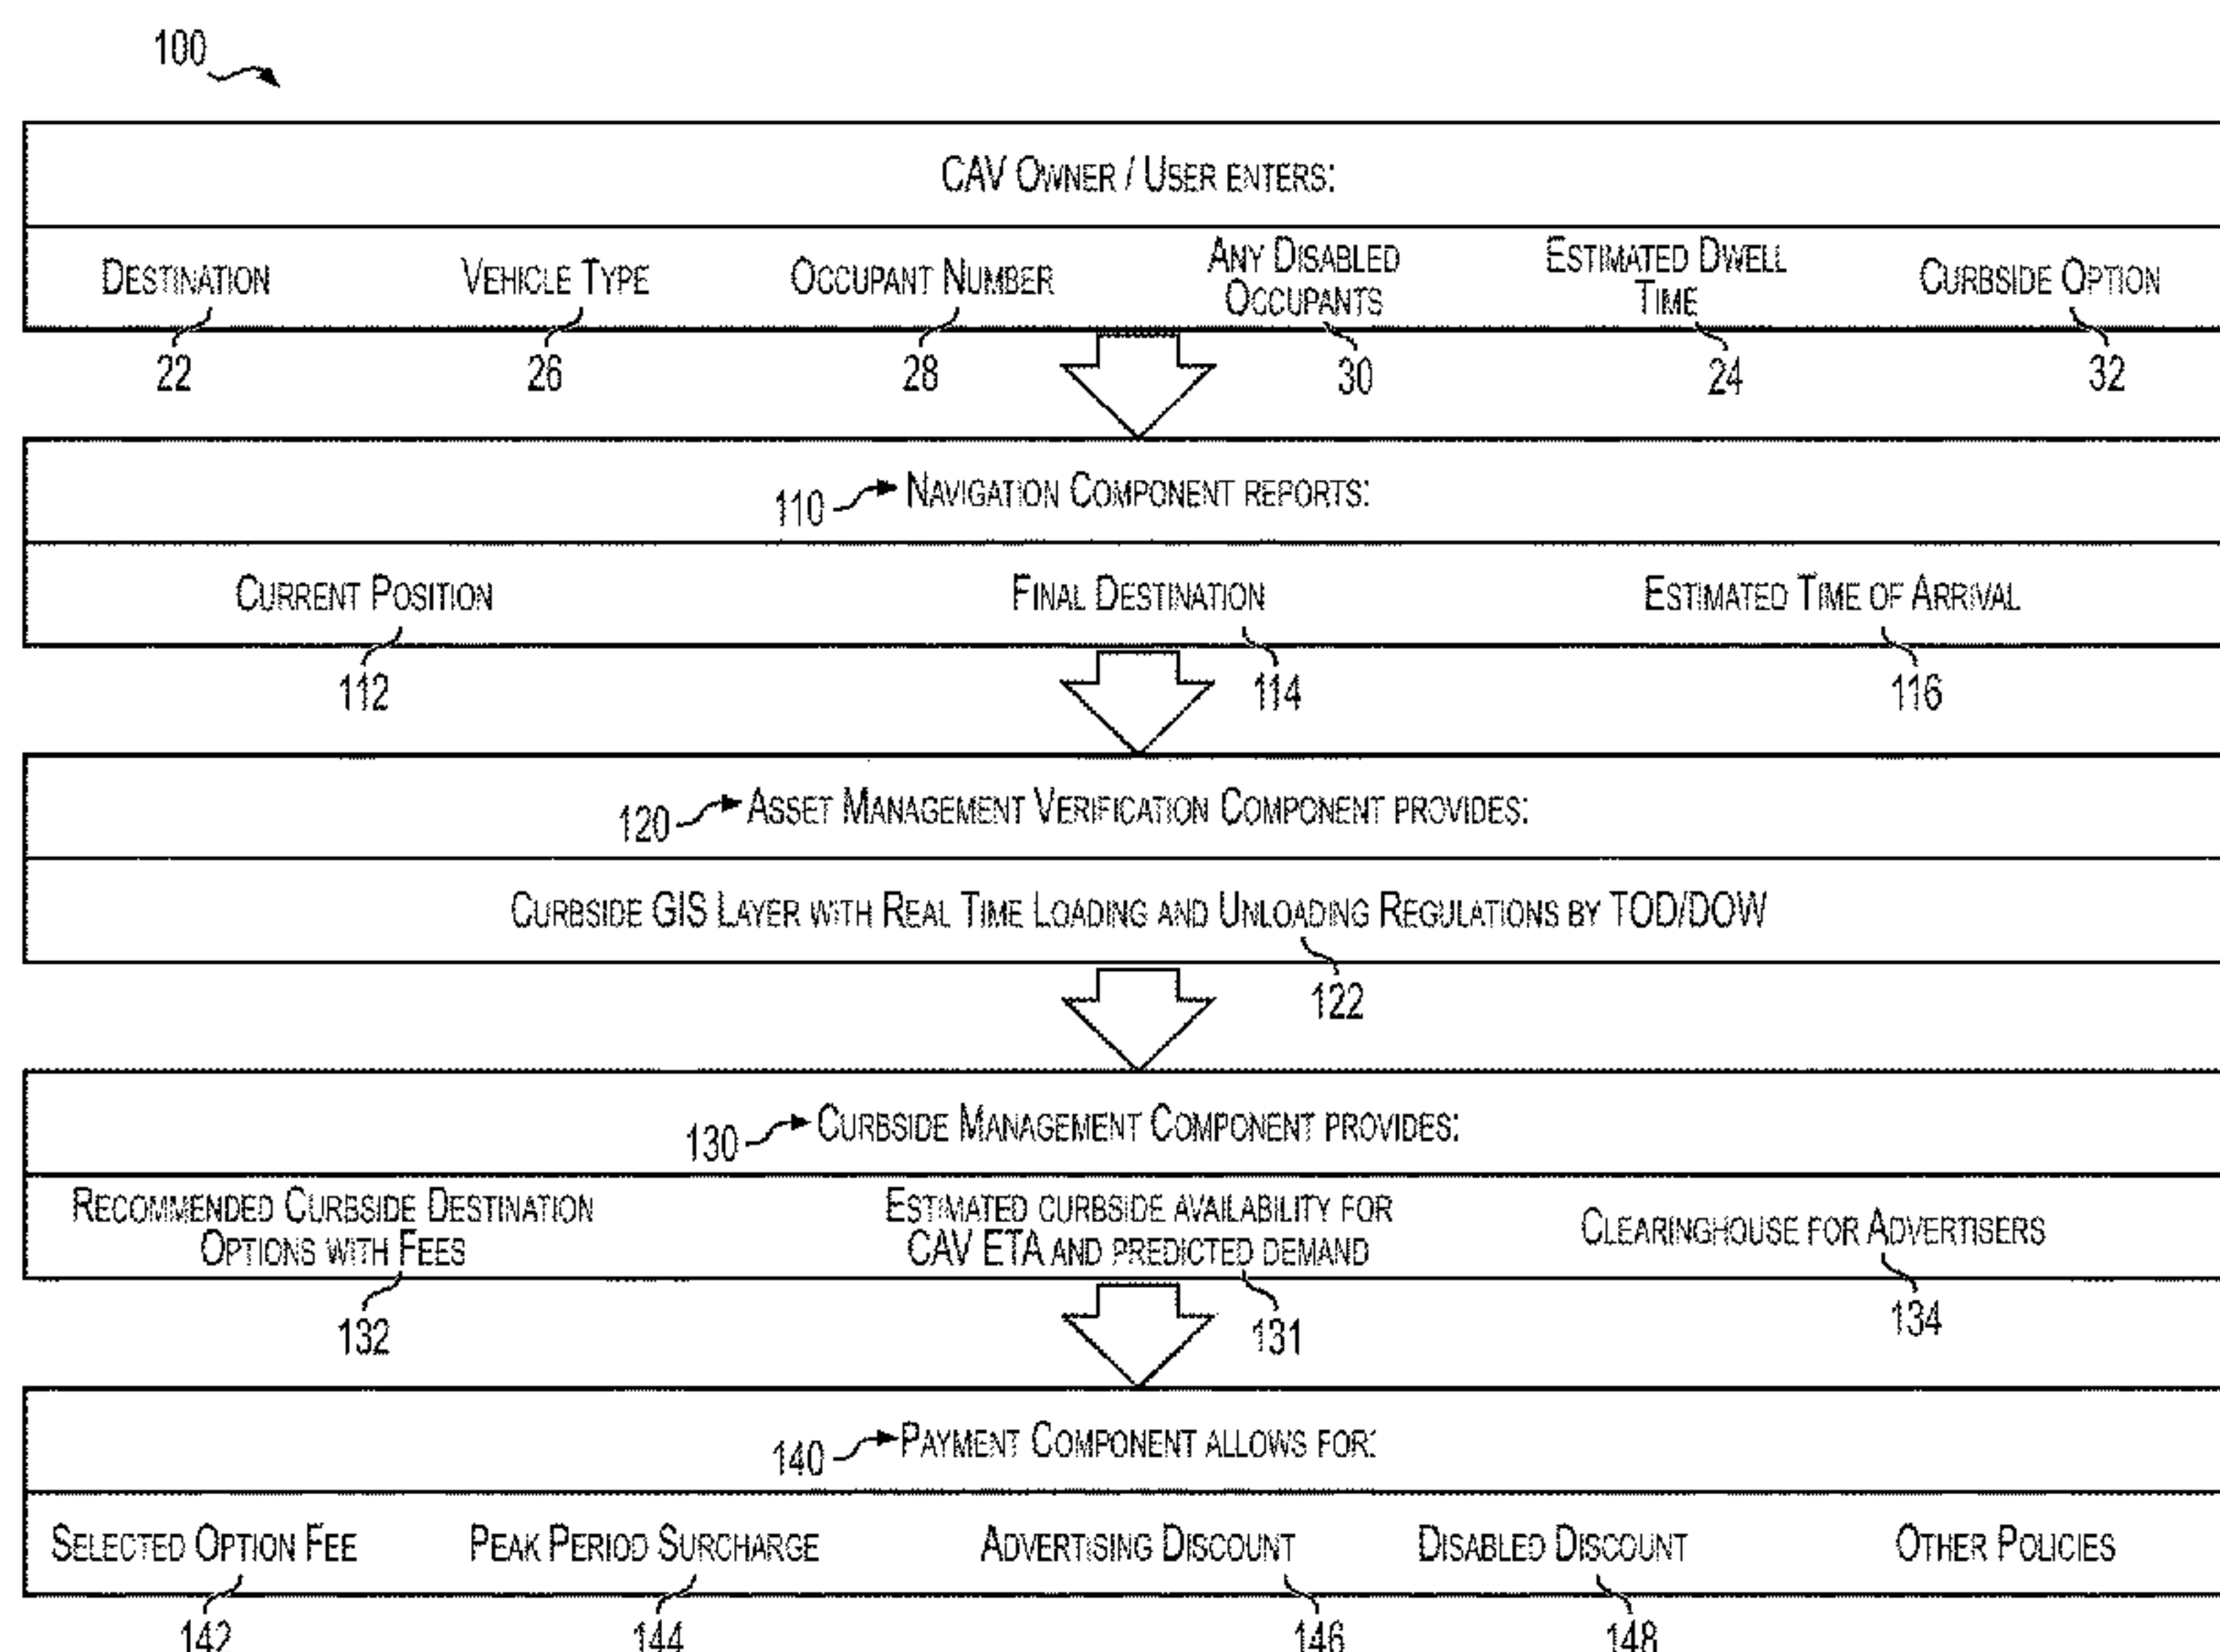 100
CAV OWNER / USER ENTERS:
DESTINATION
VEHICLE TYPE
OCCUPANT NUMBER
ANY DISABLED
OCCUPANTS
ESTIMATED DWELL
TIME
CURBSIDE OPTION
22
26
28
30
24
32
110
NAVIGATION COMPONENT REPORTS:
CURRENT POSITION
FINAL DESTINATION
ESTIMATED TIME OF ARRIVAL
112
114
116
120
ASSET MANAGEMENT VERIFICATION COMPONENT PROVIDES:
CURBSIDE GIS LAYER WITH REAL TIME LOADING AND UNLOADING REGULATIONS BY TOD/DOW
122
130
CURBSIDE MANAGEMENT COMPONENT PROVIDES:
RECOMMENDED CURBSIDE DESTINATION
OPTIONS WITH FEES
ESTIMATED CURBSIDE AVAILABILITY FOR
CAV ETA AND PREDICTED DEMAND
CLEARINGHOUSE FOR ADVERTISERS
132
131
134
140
PAYMENT COMPONENT ALLOWS FOR:
SELECTED OPTION FEE
PEAK PERIOD SURCHARGE
ADVERTISING DISCOUNT
DISABLED DISCOUNT
OTHER POLICIES
142
144
146
148